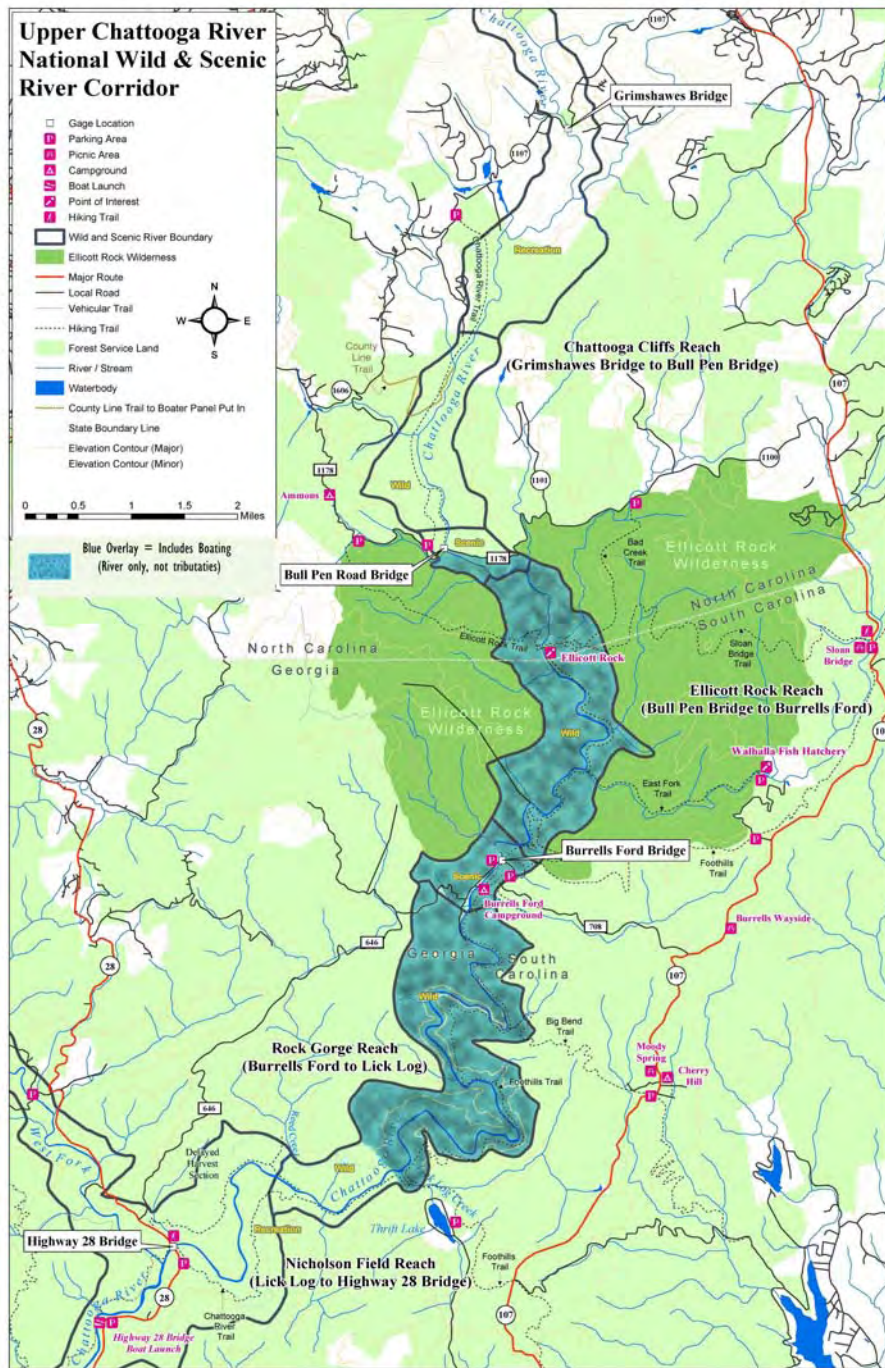 Upper Chattooga River
National Wild & Scenic
River Corridor
Gage Location
Parking Area
Picnic Area
Campground
Boat Launch
Point of Interest
Hiking Trail
Wild and Scenic River Boundary
Ellicott Rock Wilderness
Major Route
Local Road
Vehicular Trail
Hiking Trail
Forest Service Land
River / Stream
Waterbody
County Line Trail to Boater Panel Put In
State Boundary Line
Elevation Contour (Major)
Elevation Contour (Minor)
N
W
E
S
0 0.5 1 1.5 2
Miles
Blue Overlay = Includes Boating
(River only, not tributaties)
Chattooga River
1107
Grimshawes Bridge
1107
Recreation
Chattooga River Trail
County
Line
Trail
Chattooga Cliffs Reach
(Grimshawes Bridge to Bull Pen Bridge)
107
1606
Chattooga River
1178
Wild
Ammons
1101
1100
Scenic
1178
Bull Pen Road Bridge
Bad
Creek
Trail
Ellicott Rock
Wilderness
North Carolina
South Carolina
Ellicott Rock Trail
North Carolina
Georgia
Ellicott Rock
Sloan
Bridge
Trail
Sloan
Bridge
Ellicott Rock Reach
(Bull Pen Bridge to Burrells Ford)
28
Ellicott Rock
Wilderness
Wild
Walhalla Fish Hatchery
East Fork
Trail
Burrells Ford Bridge
Foothills
Trail
Scenic
Burrells Ford
Campground
Burrells Wayside
646
708
Georgia
South
Carolina
28
107
Wild
Big Bend
Trail
Rock Gorge Reach
(Burrells Ford to Lick Log)
Moody
Spring
Cherry
Hill
Foothills Trail
646
West Fork
Delayed
Harvest
Section
Reed Creek
Wild
Chattooga
Log Creek
Recreation
Thrift Lake
Highway 28 Bridge
Nicholson Field Reach
(Lick Log to Highway 28 Bridge)
Foothills
Trail
28
Chattooga River
Chattooga
River
Trail
107
Highway 28 Bridge
Boat Launch